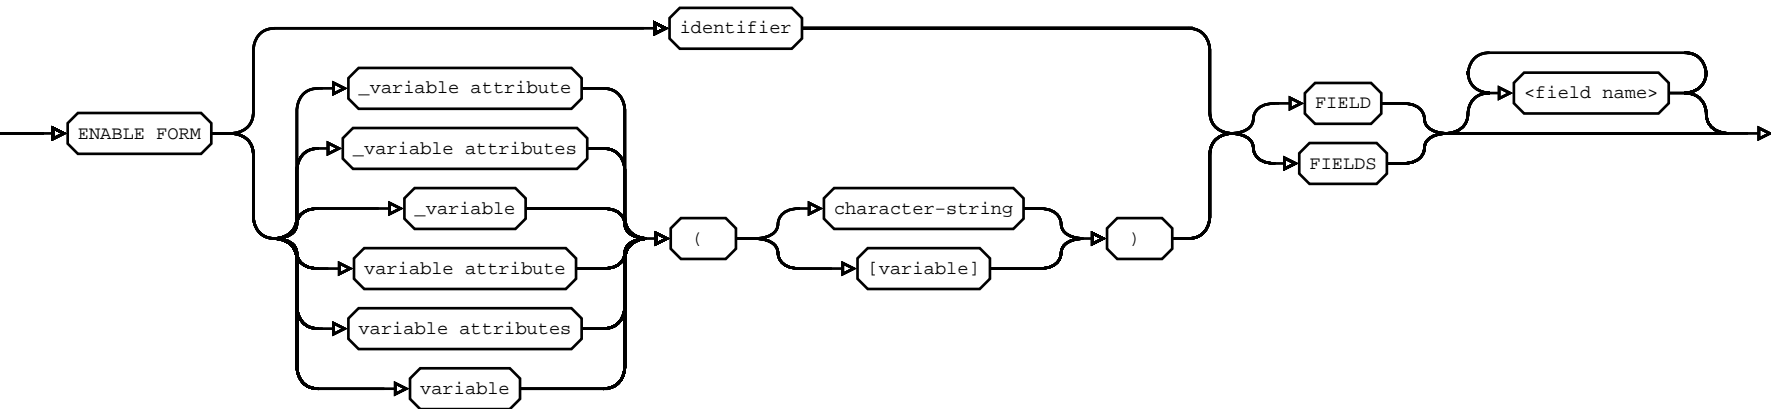 identifier
_variable attribute
ENABLE FORM
_variable attributes
_variable
variable attribute
variable attributes
variable
(
character-string
[variable]
)
FIELD
FIELDS
<field name>